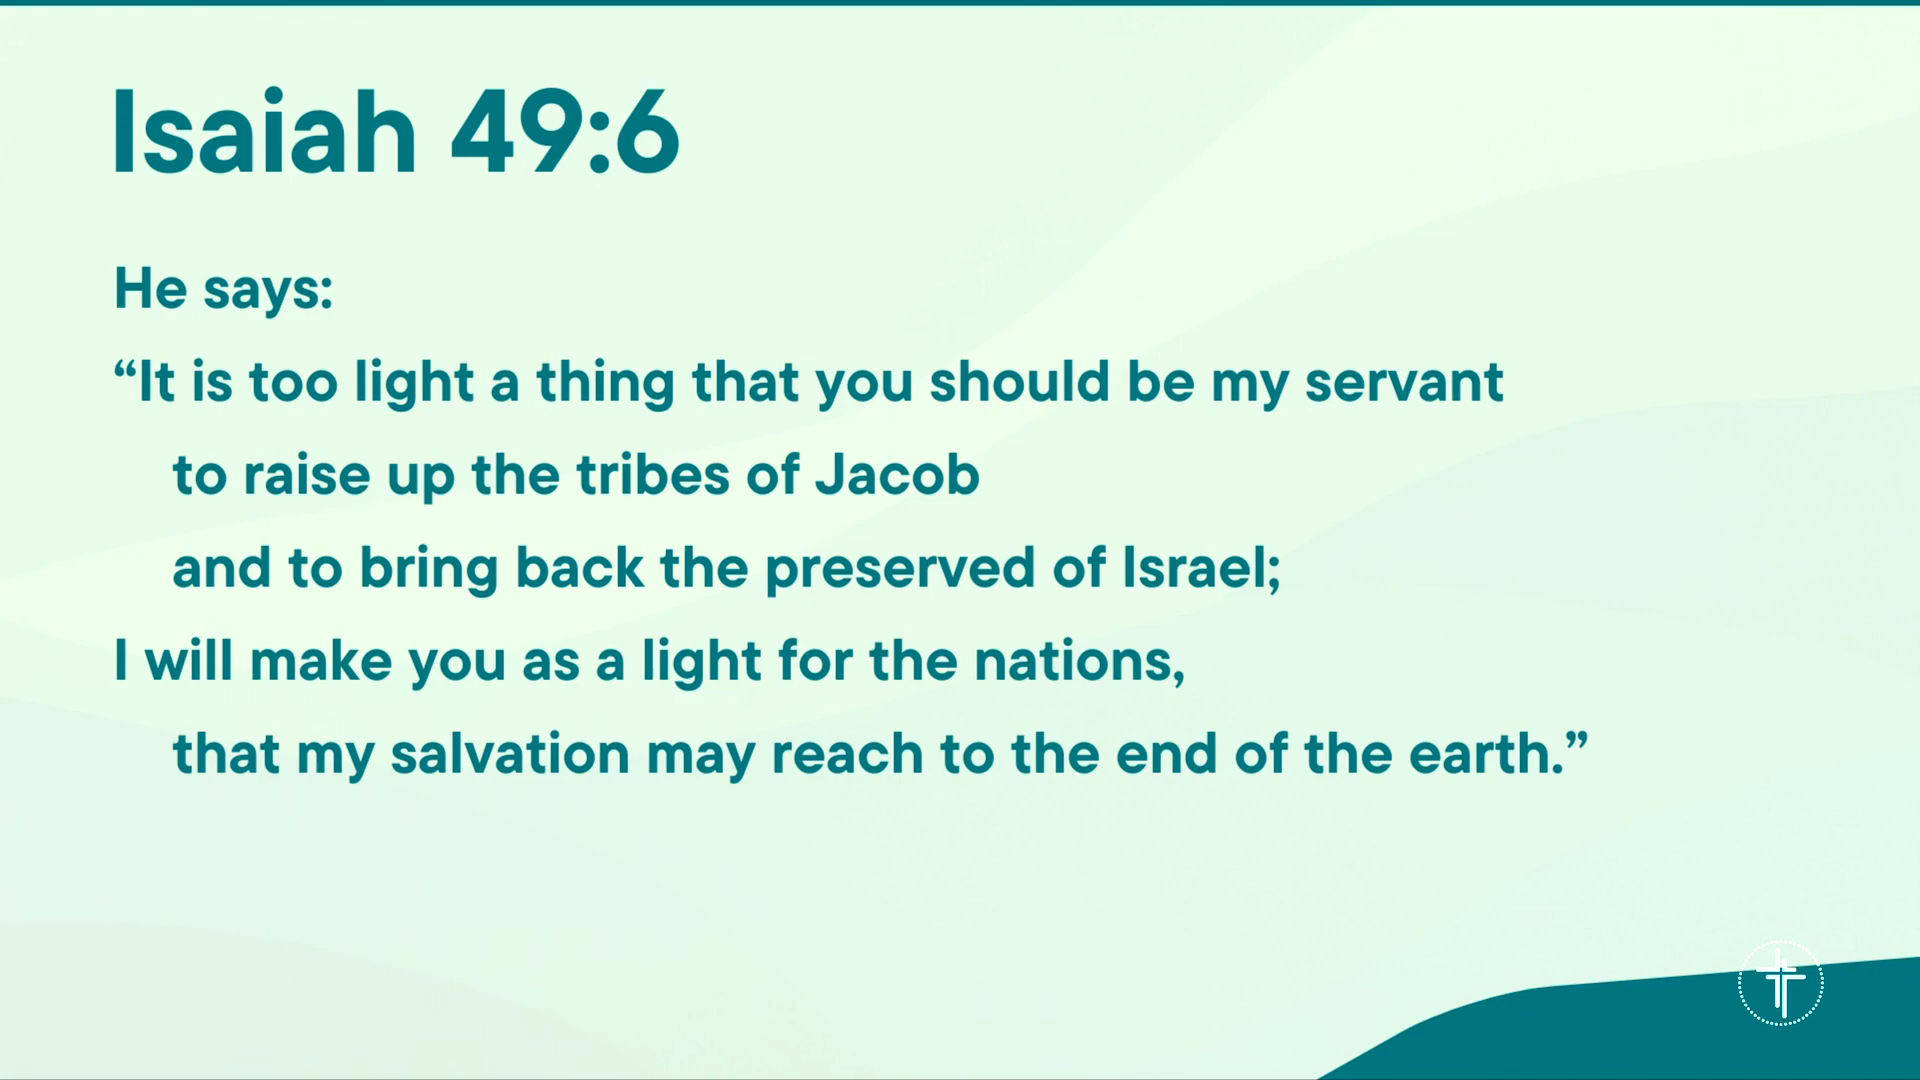 Isaiah 49:6
He says:
“It is too light a thing that you should be my servant
to raise up the tribes of Jacob
and to bring back the preserved of Israel;
I will make you as a light for the nations,
that my salvation may reach to the end of the earth.”